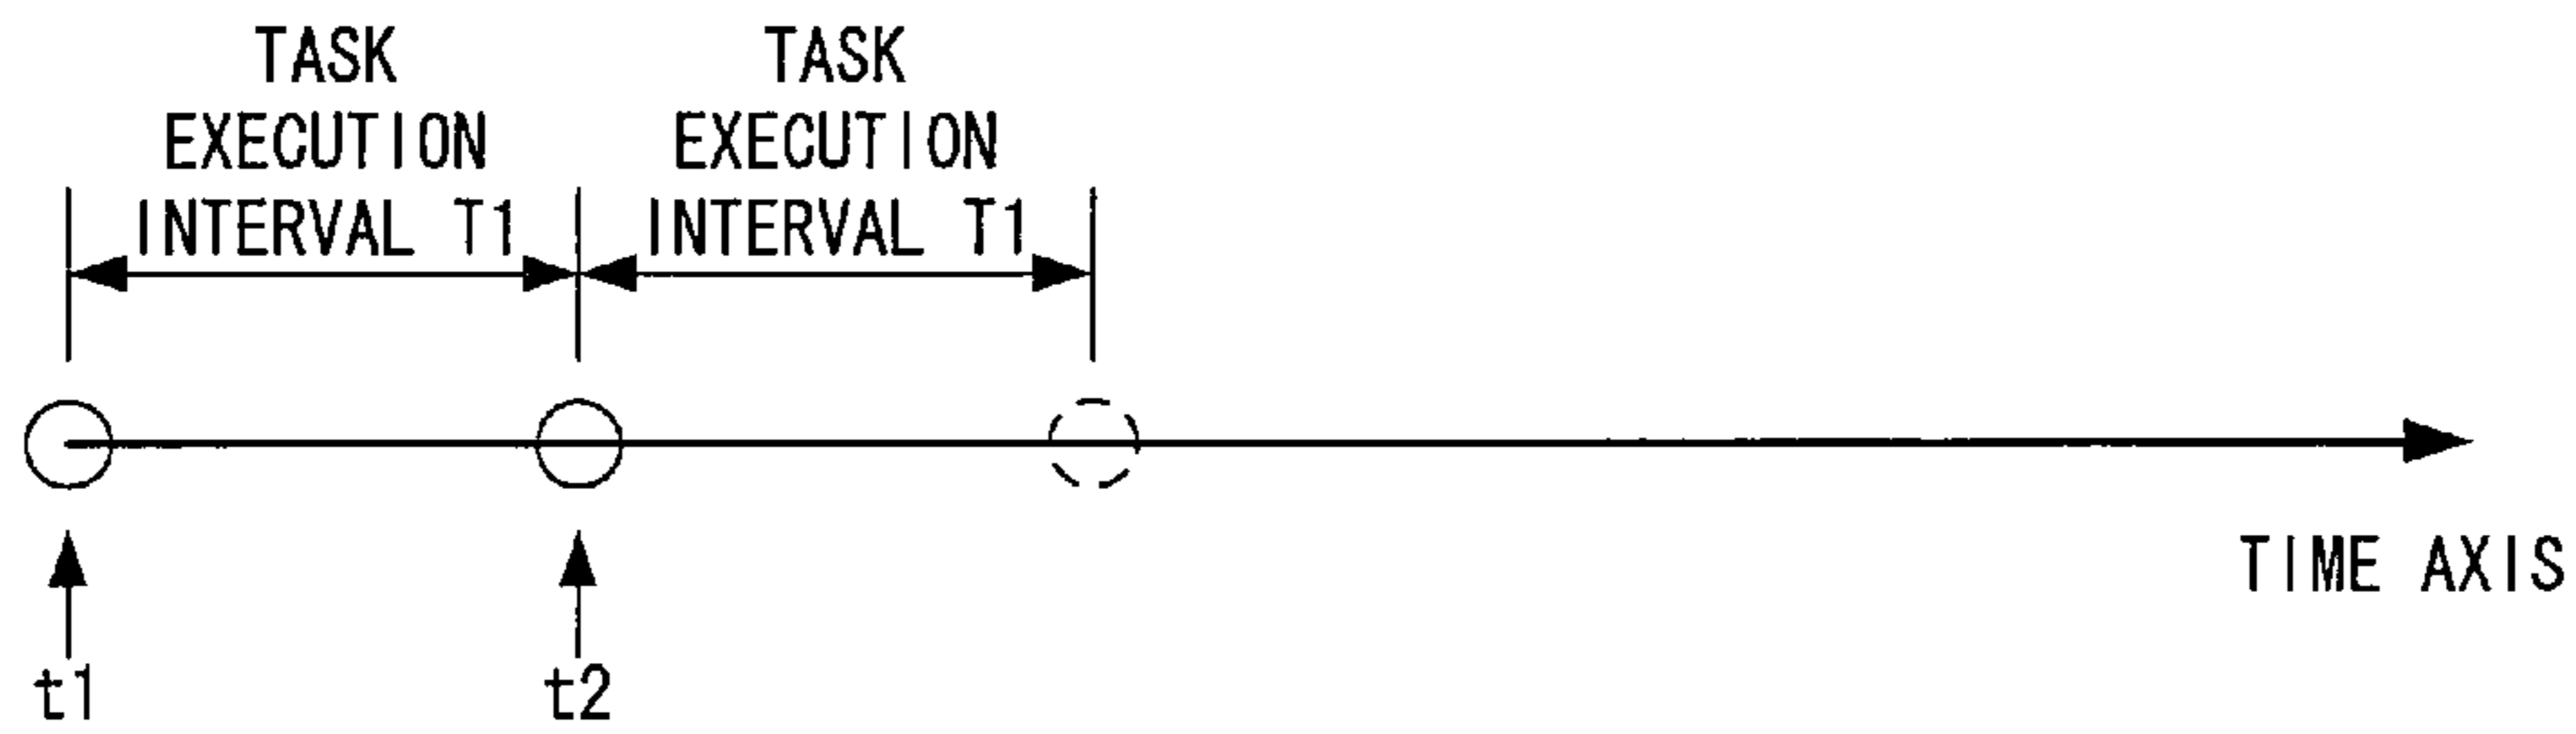 TASK
EXECUTION
INTERVAL T1
TASK
EXECUTION
INTERVAL T1
TIME AXIS
t1
t2